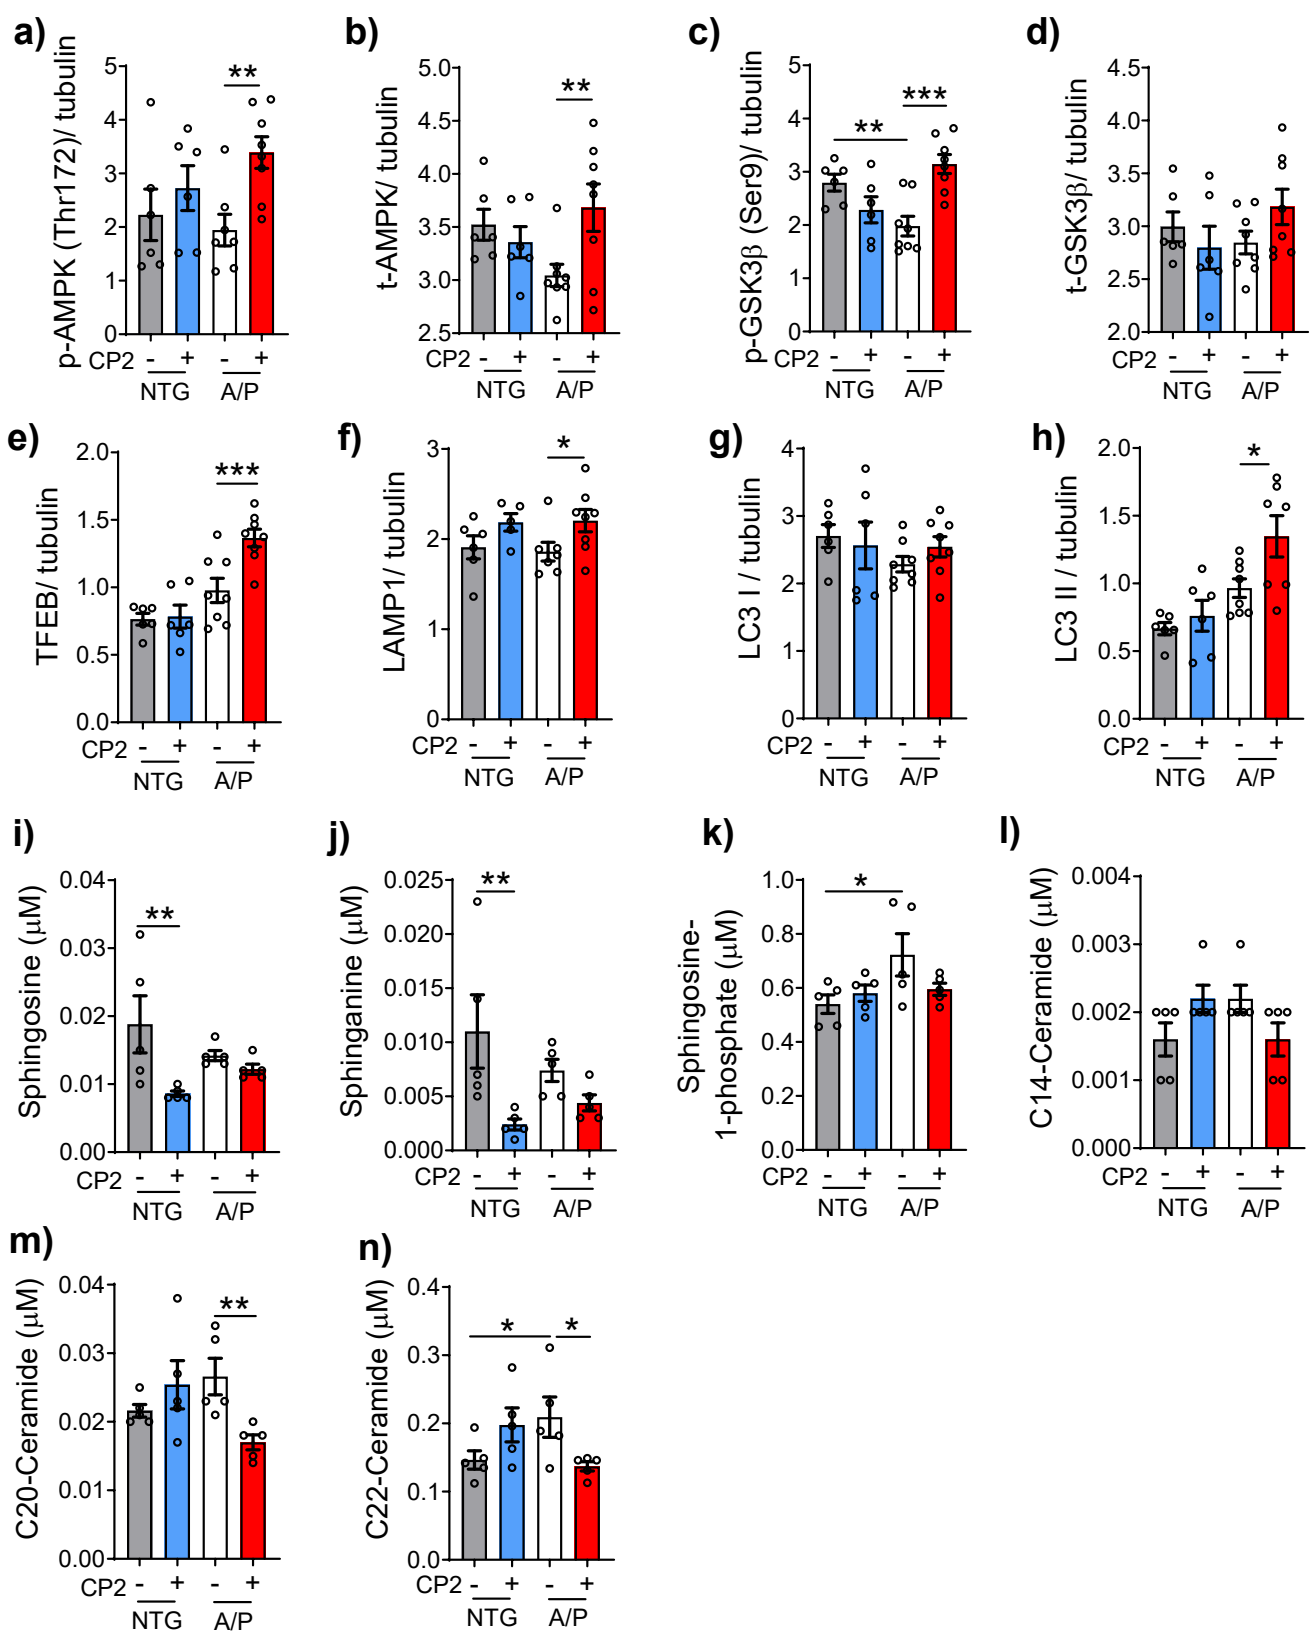 a)
p-AMPK (Thr172)/ tubulin
5
4
3
2
1
0
**
CP2 - + - +
NTG A/P
b)
t-AMPK/ tubulin
5.0
4.5
4.0
3.5
3.0
2.5
**
CP2 - + - +
NTG A/P
c)
p-GSK3β (Ser9)/ tubulin
5
4
3
2
1
0
**
***
CP2 - + - +
NTG A/P
d)
t-GSK3β/ tubulin
4.5
4.0
3.5
3.0
2.5
2.0
CP2 - + - +
NTG A/P
e)
TFEB/ tubulin
2.0
1.5
1.0
0.5
0.0
***
CP2 - + - +
NTG A/P
f)
LAMP1/ tubulin
3
2
1
0
*
CP2 - + - +
NTG A/P
g)
LC3 I / tubulin
4
3
2
1
0
CP2 - + - +
NTG A/P
h)
LC3 II / tubulin
2.0
1.5
1.0
0.5
0.0
*
CP2 - + - +
NTG A/P
i)
Sphingosine (µM)
0.04
0.03
0.02
0.01
0.00
**
CP2 - + - +
NTG A/P
j)
Sphinganine (µM)
0.025
0.020
0.015
0.010
0.005
0.000
**
CP2 - + - +
NTG A/P
k)
Sphingosine-
1-phosphate (µM)
1.0
0.8
0.6
0.4
0.2
0.0
*
CP2 - + - +
NTG A/P
l)
C14-Ceramide (µM)
0.004
0.003
0.002
0.001
0.000
CP2 - + - +
NTG A/P
m)
C20-Ceramide (µM)
0.04
0.03
0.02
0.01
0.00
**
CP2 - + - +
NTG A/P
n)
C22-Ceramide (µM)
0.4
0.3
0.2
0.1
0.0
*
*
CP2 - + - +
NTG A/P